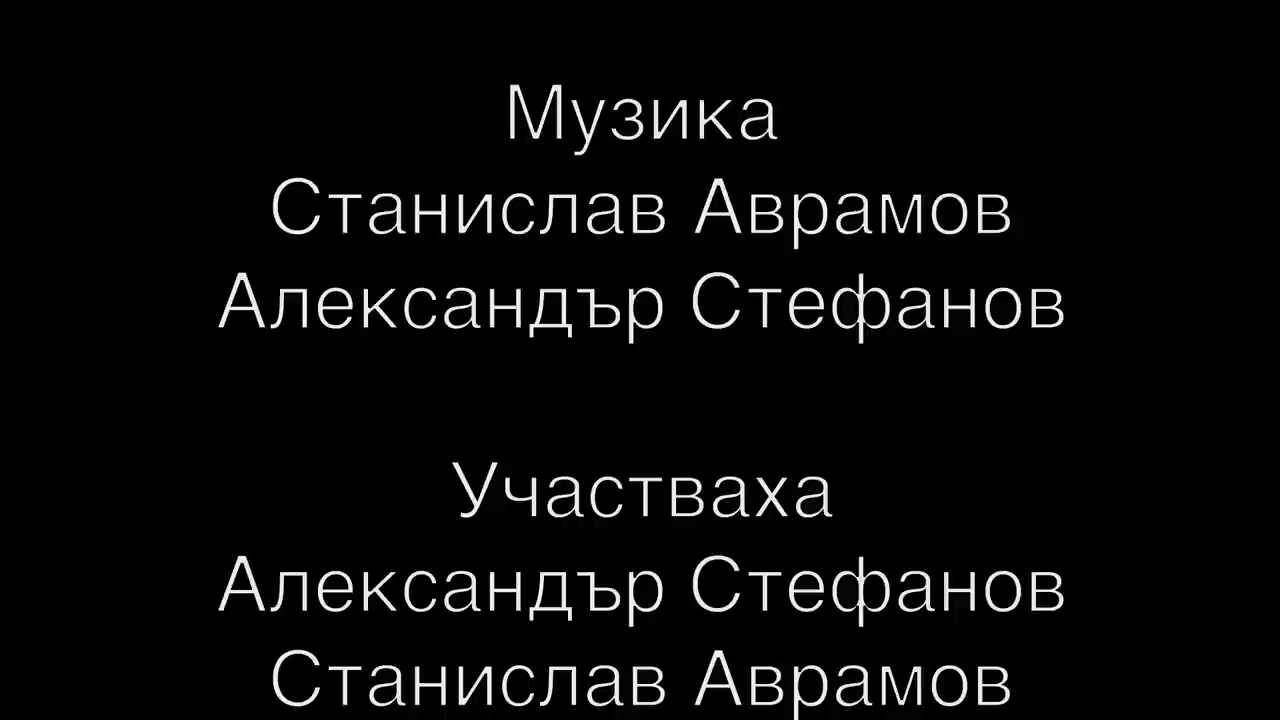 Музика
Станислав Аврамов
Александър Стефанов
Участваха
Александър Стефанов
Станислав Аврамов